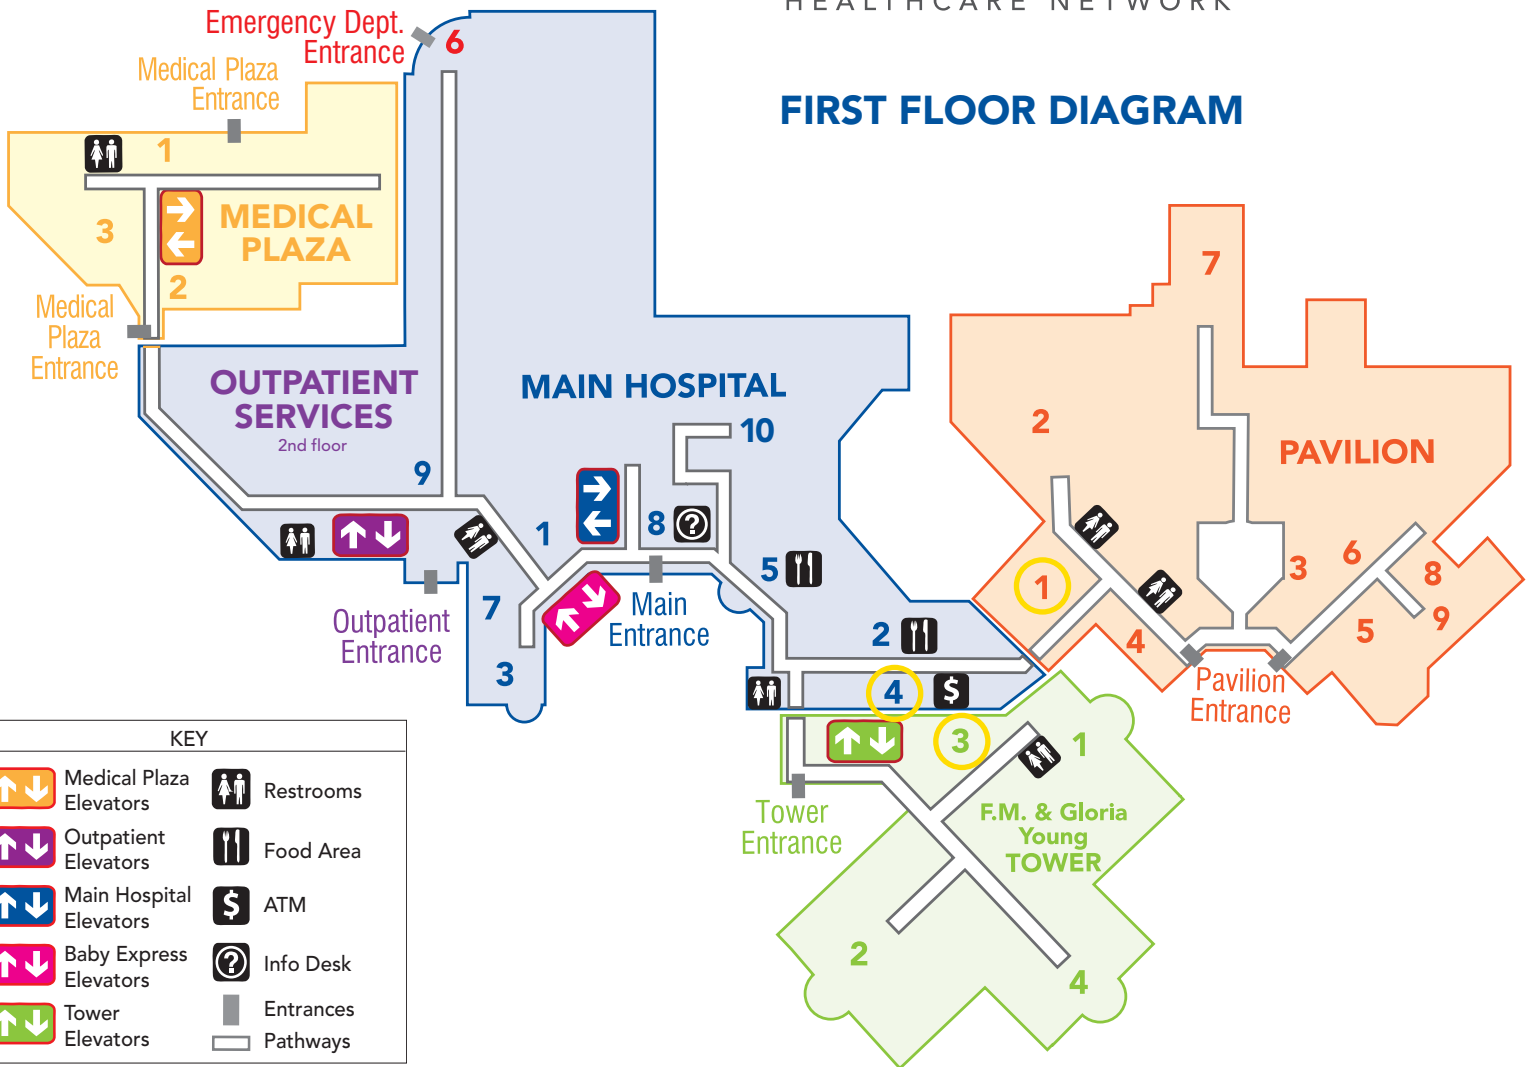 HEALTHCARE NETWORK
FIRST FLOOR DIAGRAM
Emergency Dept.
Entrance
6
Medical Plaza
Entrance
1
3
MEDICAL
PLAZA
2
Medical
Plaza
Entrance
OUTPATIENT
SERVICES
2nd floor
MAIN HOSPITAL
10
9
1
8
?
5
7
Outpatient
Entrance
Main
Entrance
2
3
4
$
7
2
PAVILION
1
3
6
8
9
5
4
Pavilion
Entrance
3
1
Tower
Entrance
F.M. & Gloria
Young
TOWER
2
4
KEY
Medical Plaza
Elevators
Outpatient
Elevators
Main Hospital
Elevators
Baby Express
Elevators
Tower
Elevators
Restrooms
Food Area
$
ATM
?
Info Desk
Entrances
Pathways